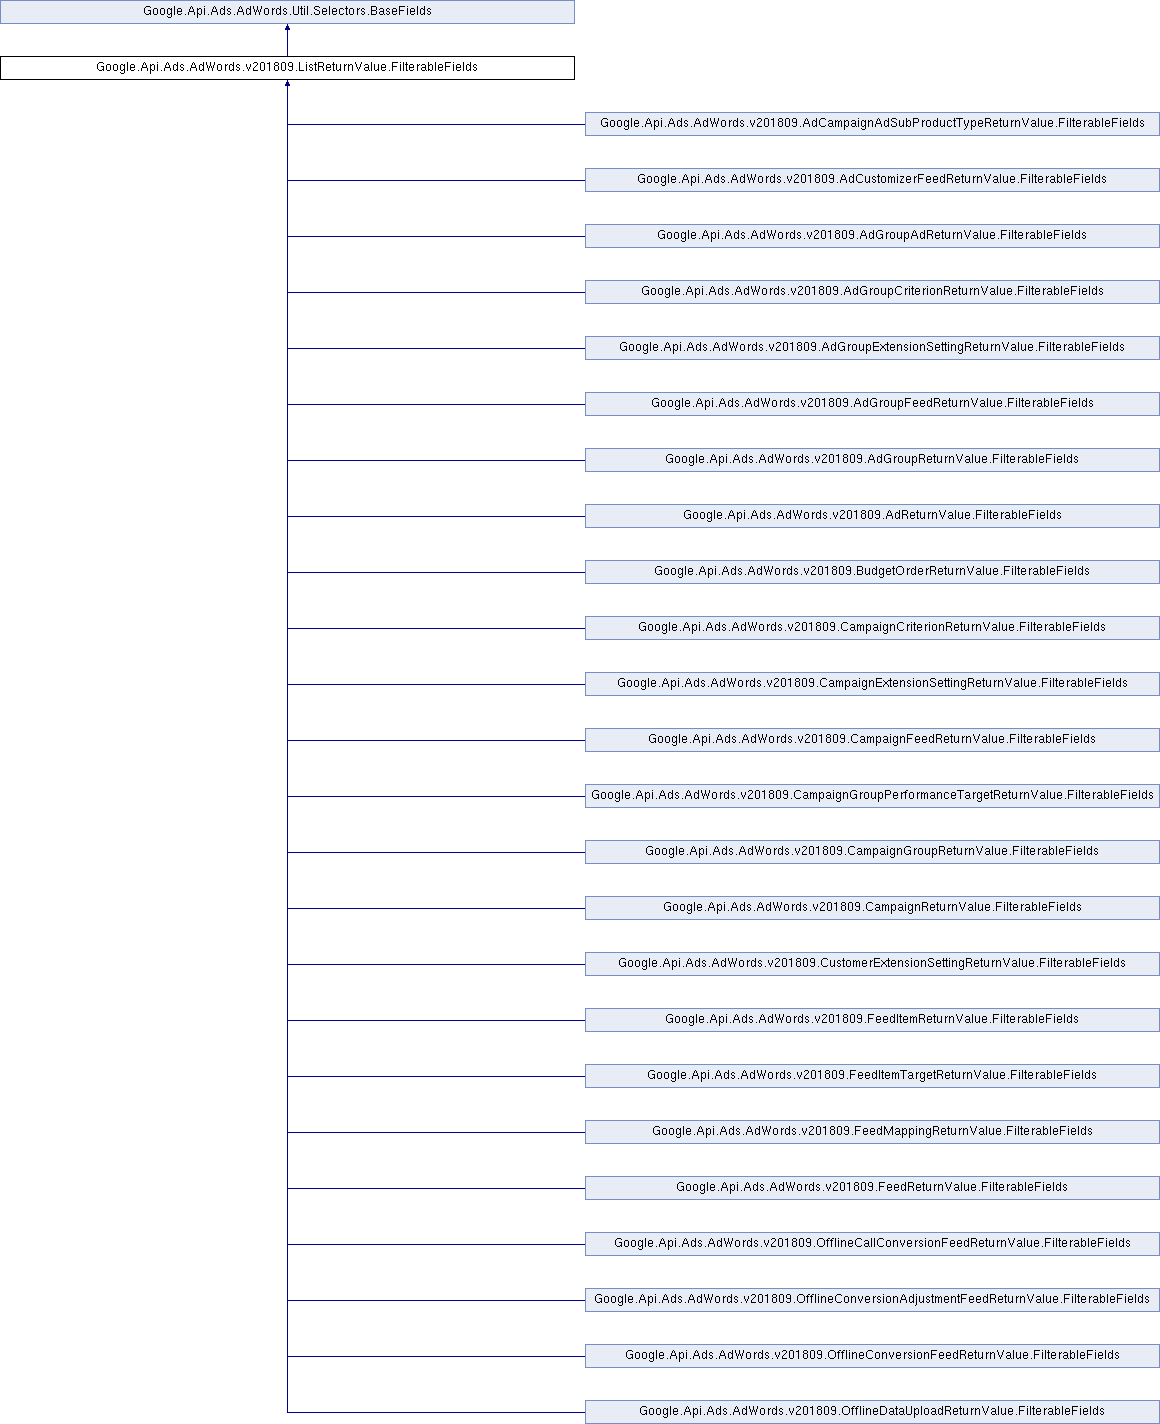 Google.Api.Ads.AdWords.Util.Selectors.BaseFields
Google.Api.Ads.AdWords.v201809.ListReturnValue.FilterableFields
Google.Api.Ads.AdWords.v201809.AdCampaignAdSubProductTypeReturnValue.FilterableFields
Google.Api.Ads.AdWords.v201809.AdCustomizerFeedReturnValue.FilterableFields
Google.Api.Ads.AdWords.v201809.AdGroupAdReturnValue.FilterableFields
Google.Api.Ads.AdWords.v201809.AdGroupCriterionReturnValue.FilterableFields
Google.Api.Ads.AdWords.v201809.AdGroupExtensionSettingReturnValue.FilterableFields
Google.Api.Ads.AdWords.v201809.AdGroupFeedReturnValue.FilterableFields
Google.Api.Ads.AdWords.v201809.AdGroupReturnValue.FilterableFields
Google.Api.Ads.AdWords.v201809.AdReturnValue.FilterableFields
Google.Api.Ads.AdWords.v201809.BudgetOrderReturnValue.FilterableFields
Google.Api.Ads.AdWords.v201809.CampaignCriterionReturnValue.FilterableFields
Google.Api.Ads.AdWords.v201809.CampaignExtensionSettingReturnValue.FilterableFields
Google.Api.Ads.AdWords.v201809.CampaignFeedReturnValue.FilterableFields
Google.Api.Ads.AdWords.v201809.CampaignGroupPerformanceTargetReturnValue.FilterableFields
Google.Api.Ads.AdWords.v201809.CampaignGroupReturnValue.FilterableFields
Google.Api.Ads.AdWords.v201809.CampaignReturnValue.FilterableFields
Google.Api.Ads.AdWords.v201809.CustomerExtensionSettingReturnValue.FilterableFields
Google.Api.Ads.AdWords.v201809.FeedItemReturnValue.FilterableFields
Google.Api.Ads.AdWords.v201809.FeedItemTargetReturnValue.FilterableFields
Google.Api.Ads.AdWords.v201809.FeedMappingReturnValue.FilterableFields
Google.Api.Ads.AdWords.v201809.FeedReturnValue.FilterableFields
Google.Api.Ads.AdWords.v201809.OfflineCallConversionFeedReturnValue.FilterableFields
Google.Api.Ads.AdWords.v201809.OfflineConversionAdjustmentFeedReturnValue.FilterableFields
Google.Api.Ads.AdWords.v201809.OfflineConversionFeedReturnValue.FilterableFields
Google.Api.Ads.AdWords.v201809.OfflineDataUploadReturnValue.FilterableFields